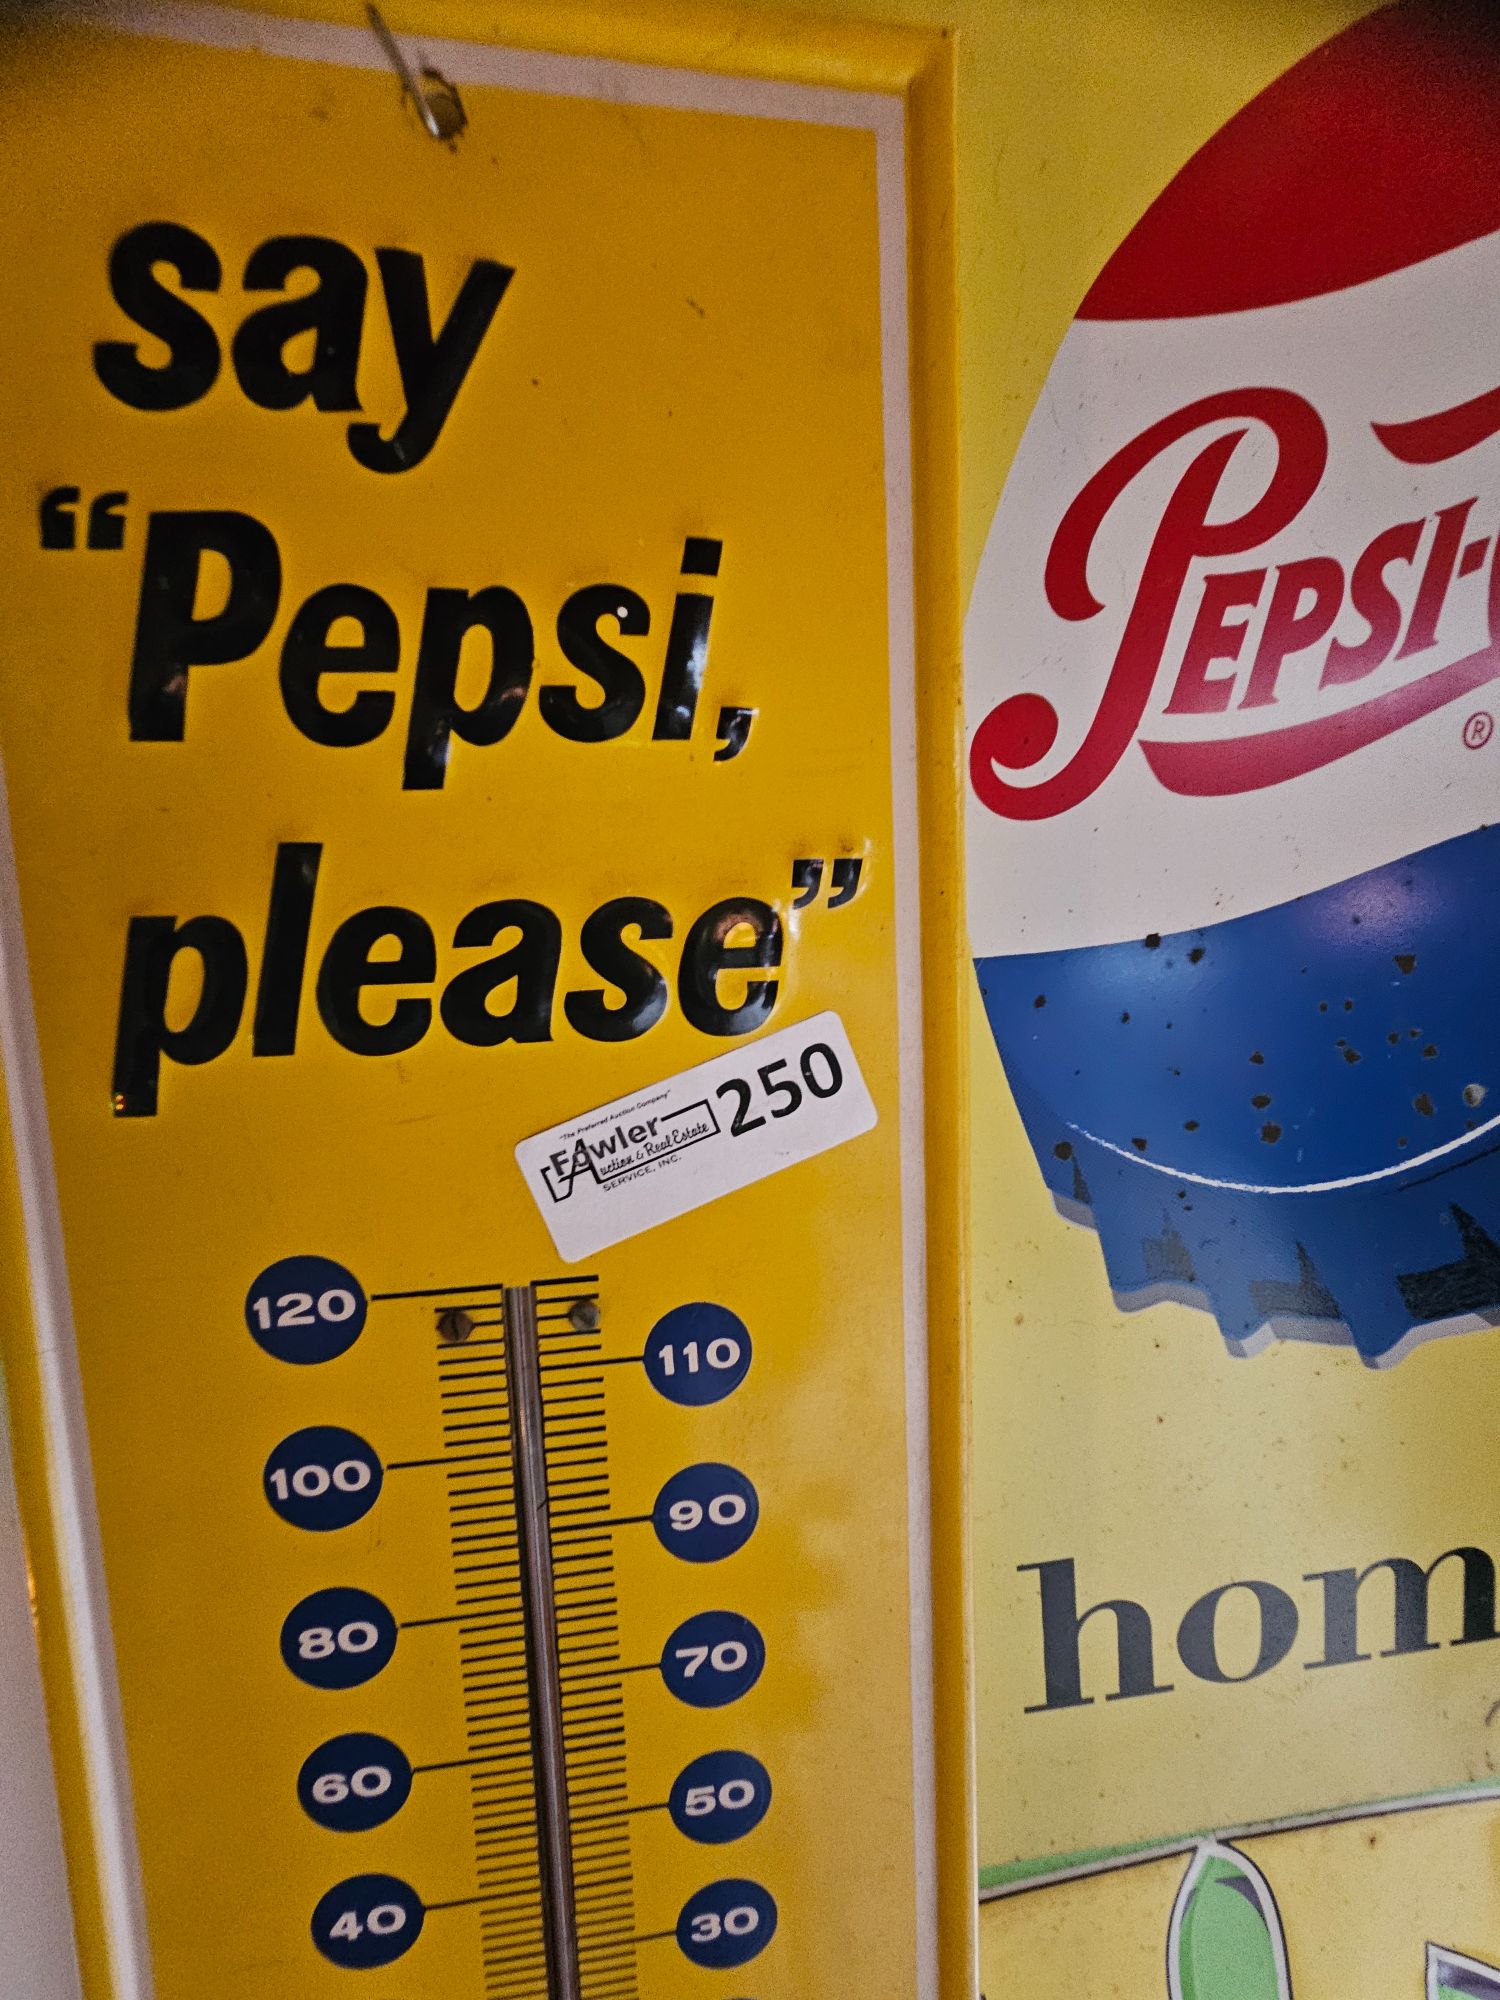 say
“Pepsi,
please”
"The Preferred Auction Company"
Fowler
Auction & Real Estate
SERVICE, INC.
250
120
110
100
90
80
70
60
50
40
30
PEPSI-
®
hom